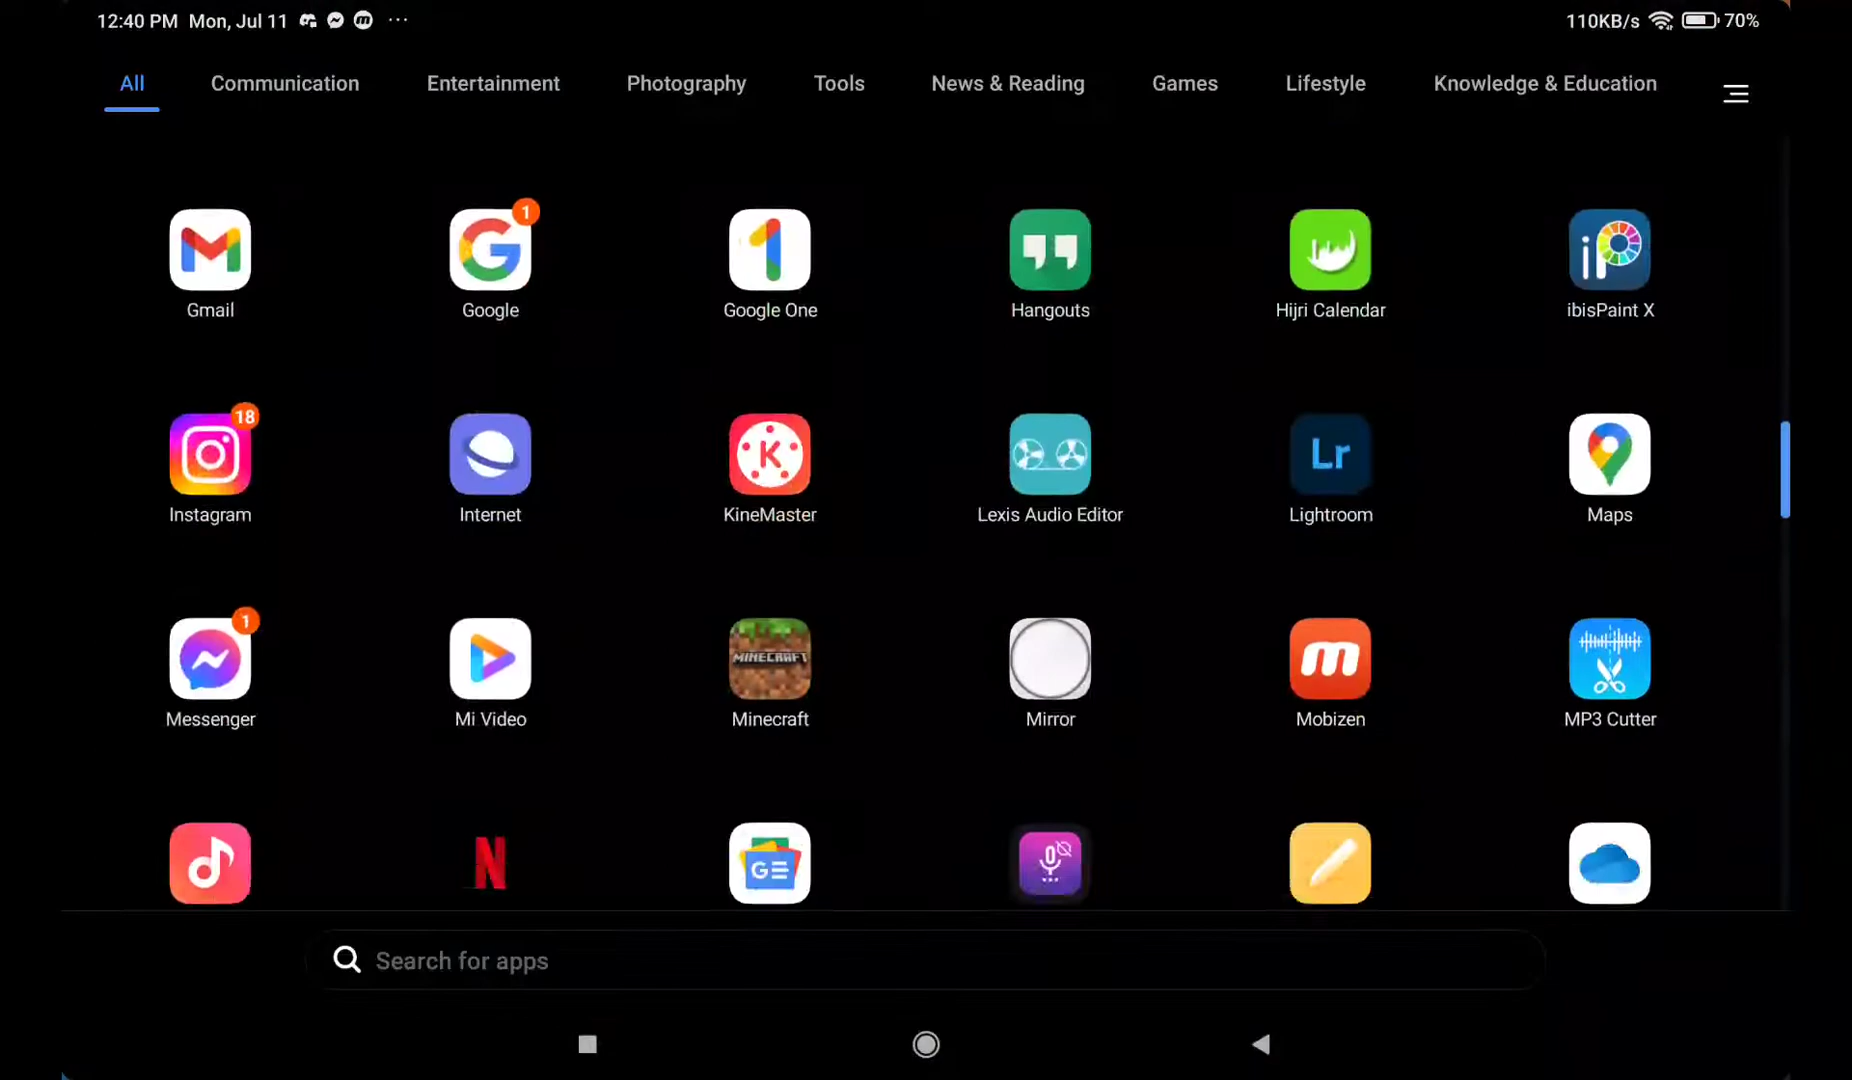 12:40 PM Mon, Jul 11
110KB/s 70%
All Communication Entertainment Photography Tools News & Reading Games Lifestyle Knowledge & Education
1
Gmail Google Google One Hangouts Hijri Calendar ibisPaint X
18
K Lr
Instagram Internet KineMaster Lexis Audio Editor Lightroom Maps
1
MINECRAFT m
Messenger Mi Video Minecraft Mirror Mobizen MP3 Cutter
N G
Search for apps